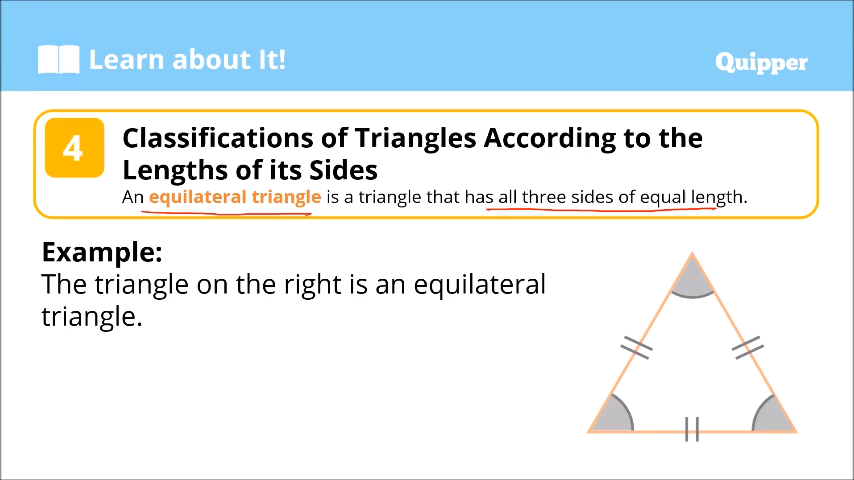 Learn about It!
Quipper
4
Classifications of Triangles According to the
Lengths of its Sides
An equilateral triangle is a triangle that has all three sides of equal length.
Example:
The triangle on the right is an equilateral
triangle.